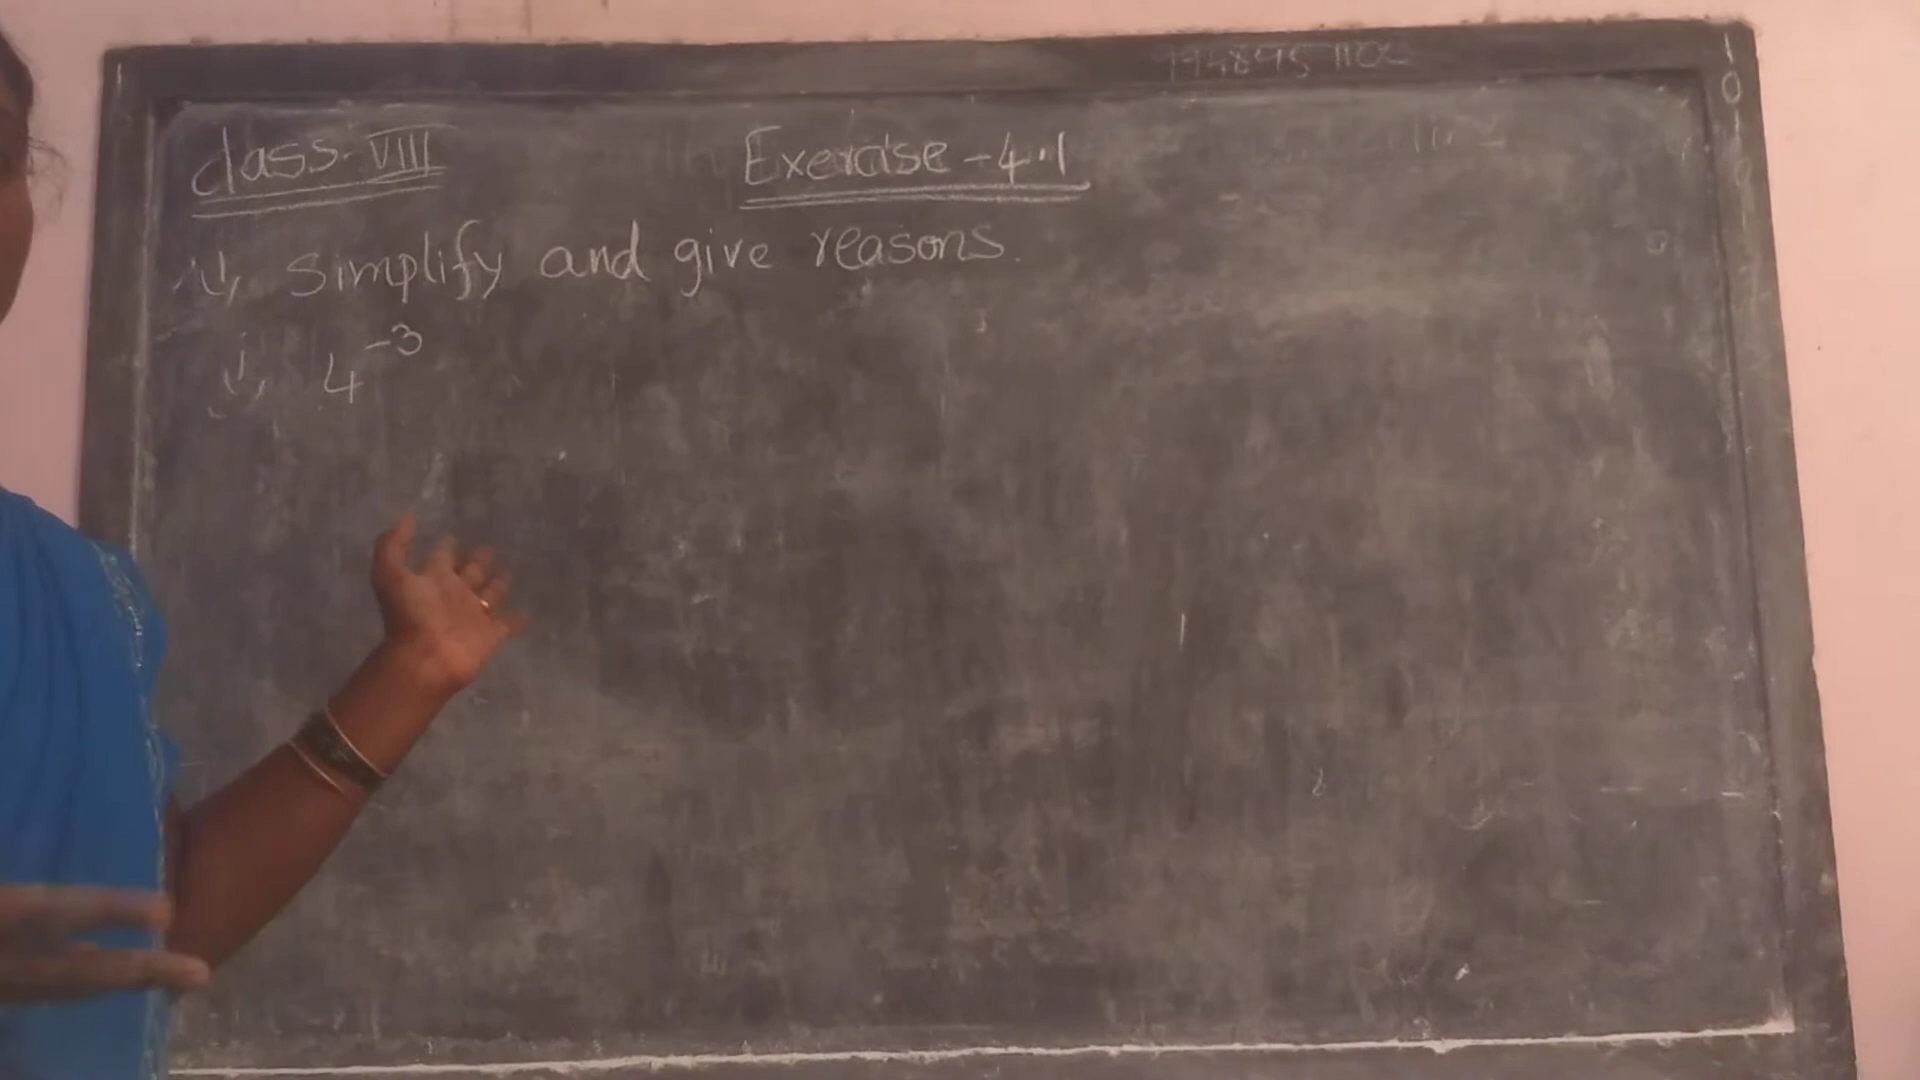 class-VIII
Exercise-4.1
1) Simplify and give reasons.
i) 4⁻³